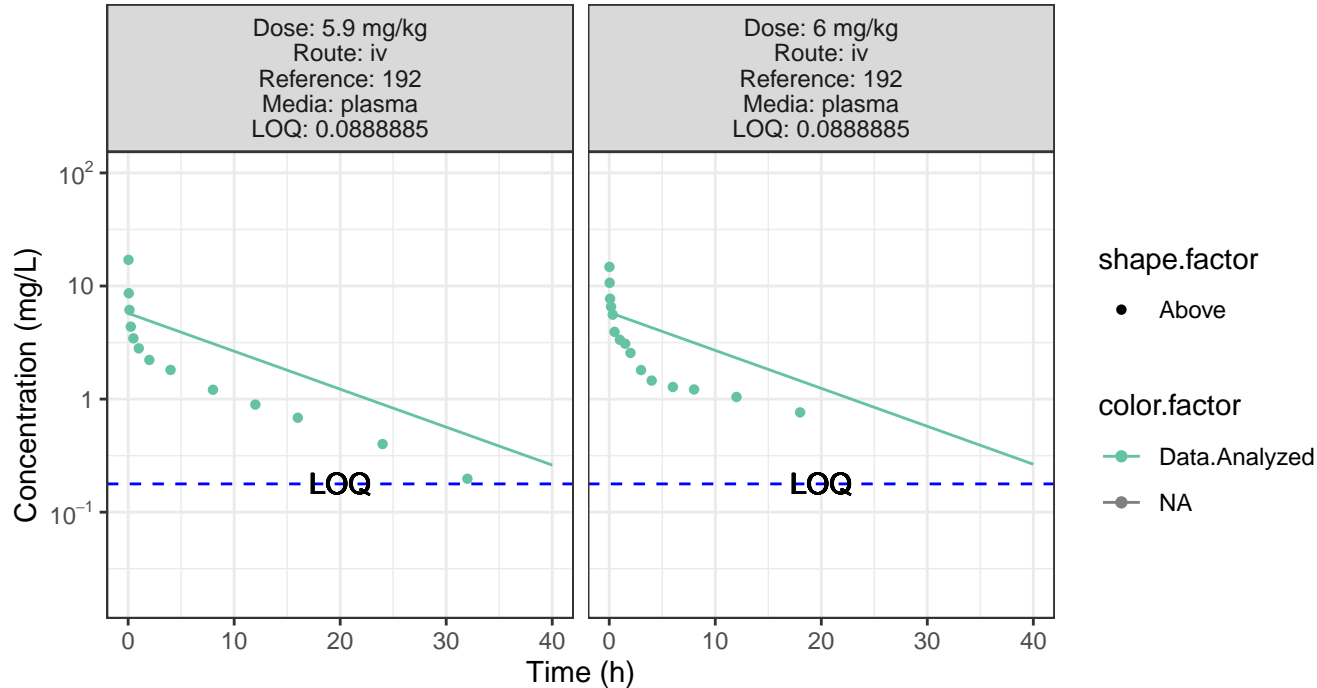 Dose: 5.9 mg/kg
Route: iv
Reference: 192
Media: plasma
LOQ: 0.0888885
Dose: 6 mg/kg
Route: iv
Reference: 192
Media: plasma
LOQ: 0.0888885
Concentration (mg/L)
10²
10
1
10⁻¹
LOQ
LOQ
0 10 20 30 40
0 10 20 30 40
Time (h)
shape.factor
Above
color.factor
Data.Analyzed
NA